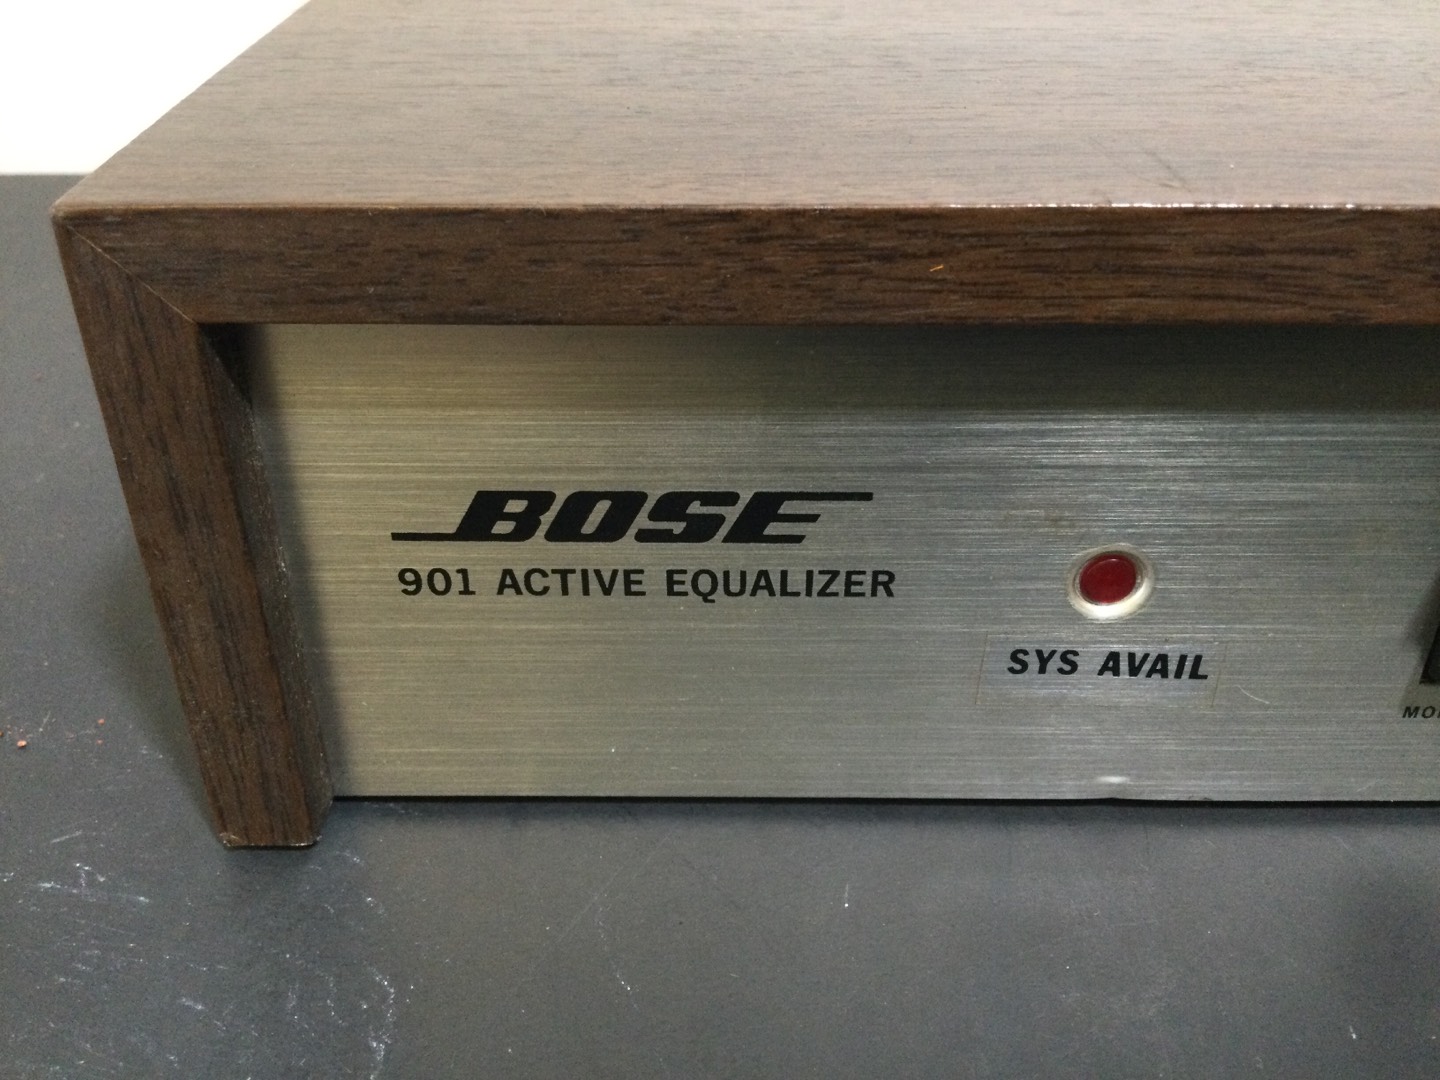 BOSE
901 ACTIVE EQUALIZER
SYS AVAIL